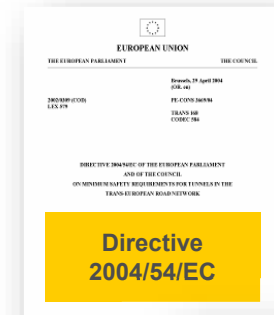 EUROPEAN UNION
THE EUROPEAN PARLIAMENT THE COUNCIL
Brussels, 29 April 2004
(OR. en)
2002/0309 (COD)
LEX 579
PE-CONS 3669/04
TRANS 168
CODEC 586
DIRECTIVE 2004/54/EC OF THE EUROPEAN PARLIAMENT
AND OF THE COUNCIL
ON MINIMUM SAFETY REQUIREMENTS FOR TUNNELS IN THE
TRANS-EUROPEAN ROAD NETWORK
Directive
2004/54/EC